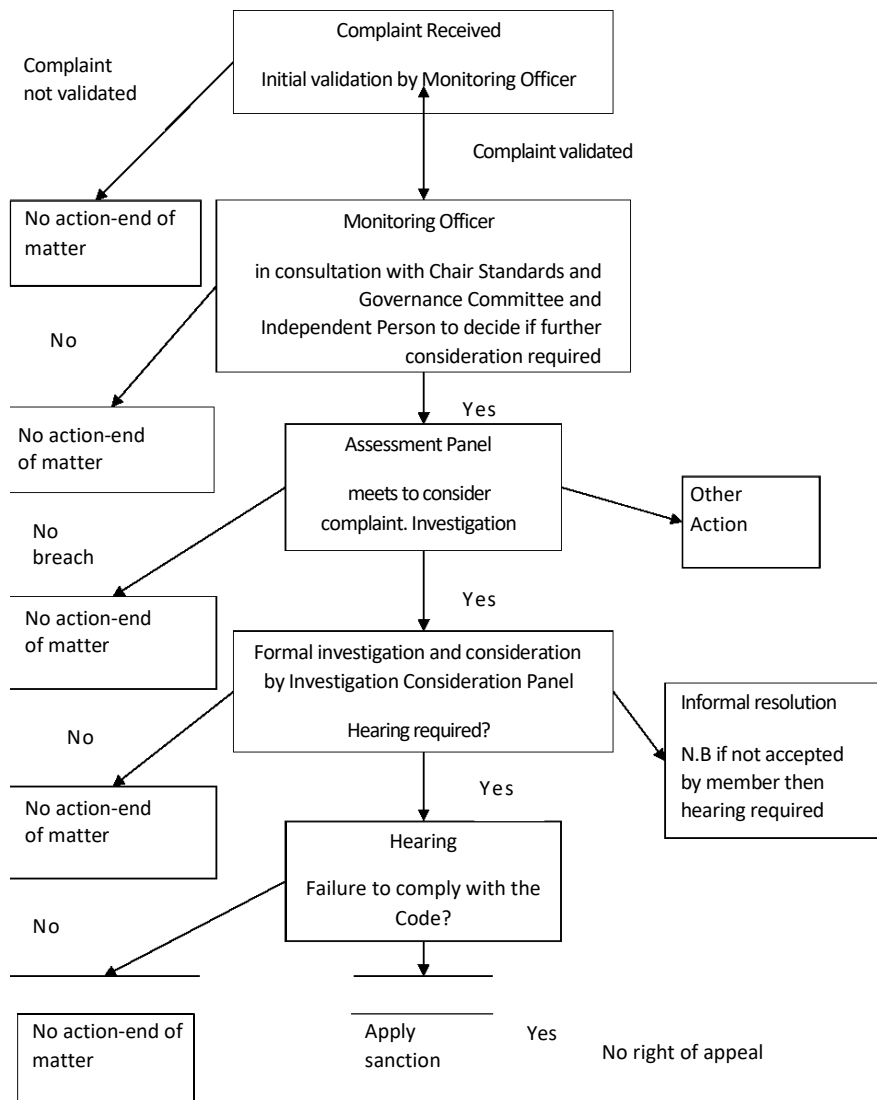 Complaint Received
Initial validation by Monitoring Officer
Complaint
not validated
Complaint validated
No action-end of
matter
Monitoring Officer
in consultation with Chair Standards and
Governance Committee and
Independent Person to decide if further
consideration required
No
Yes
No action-end
of matter
Assessment Panel
meets to consider
complaint. Investigation
Other
Action
No
breach
Yes
No action-end
of matter
Formal investigation and consideration
by Investigation Consideration Panel
Hearing required?
Informal resolution
N.B if not accepted
by member then
hearing required
No
Yes
No action-end
of matter
Hearing
Failure to comply with the
Code?
No
No action-end of
matter
Apply
sanction
Yes
No right of appeal